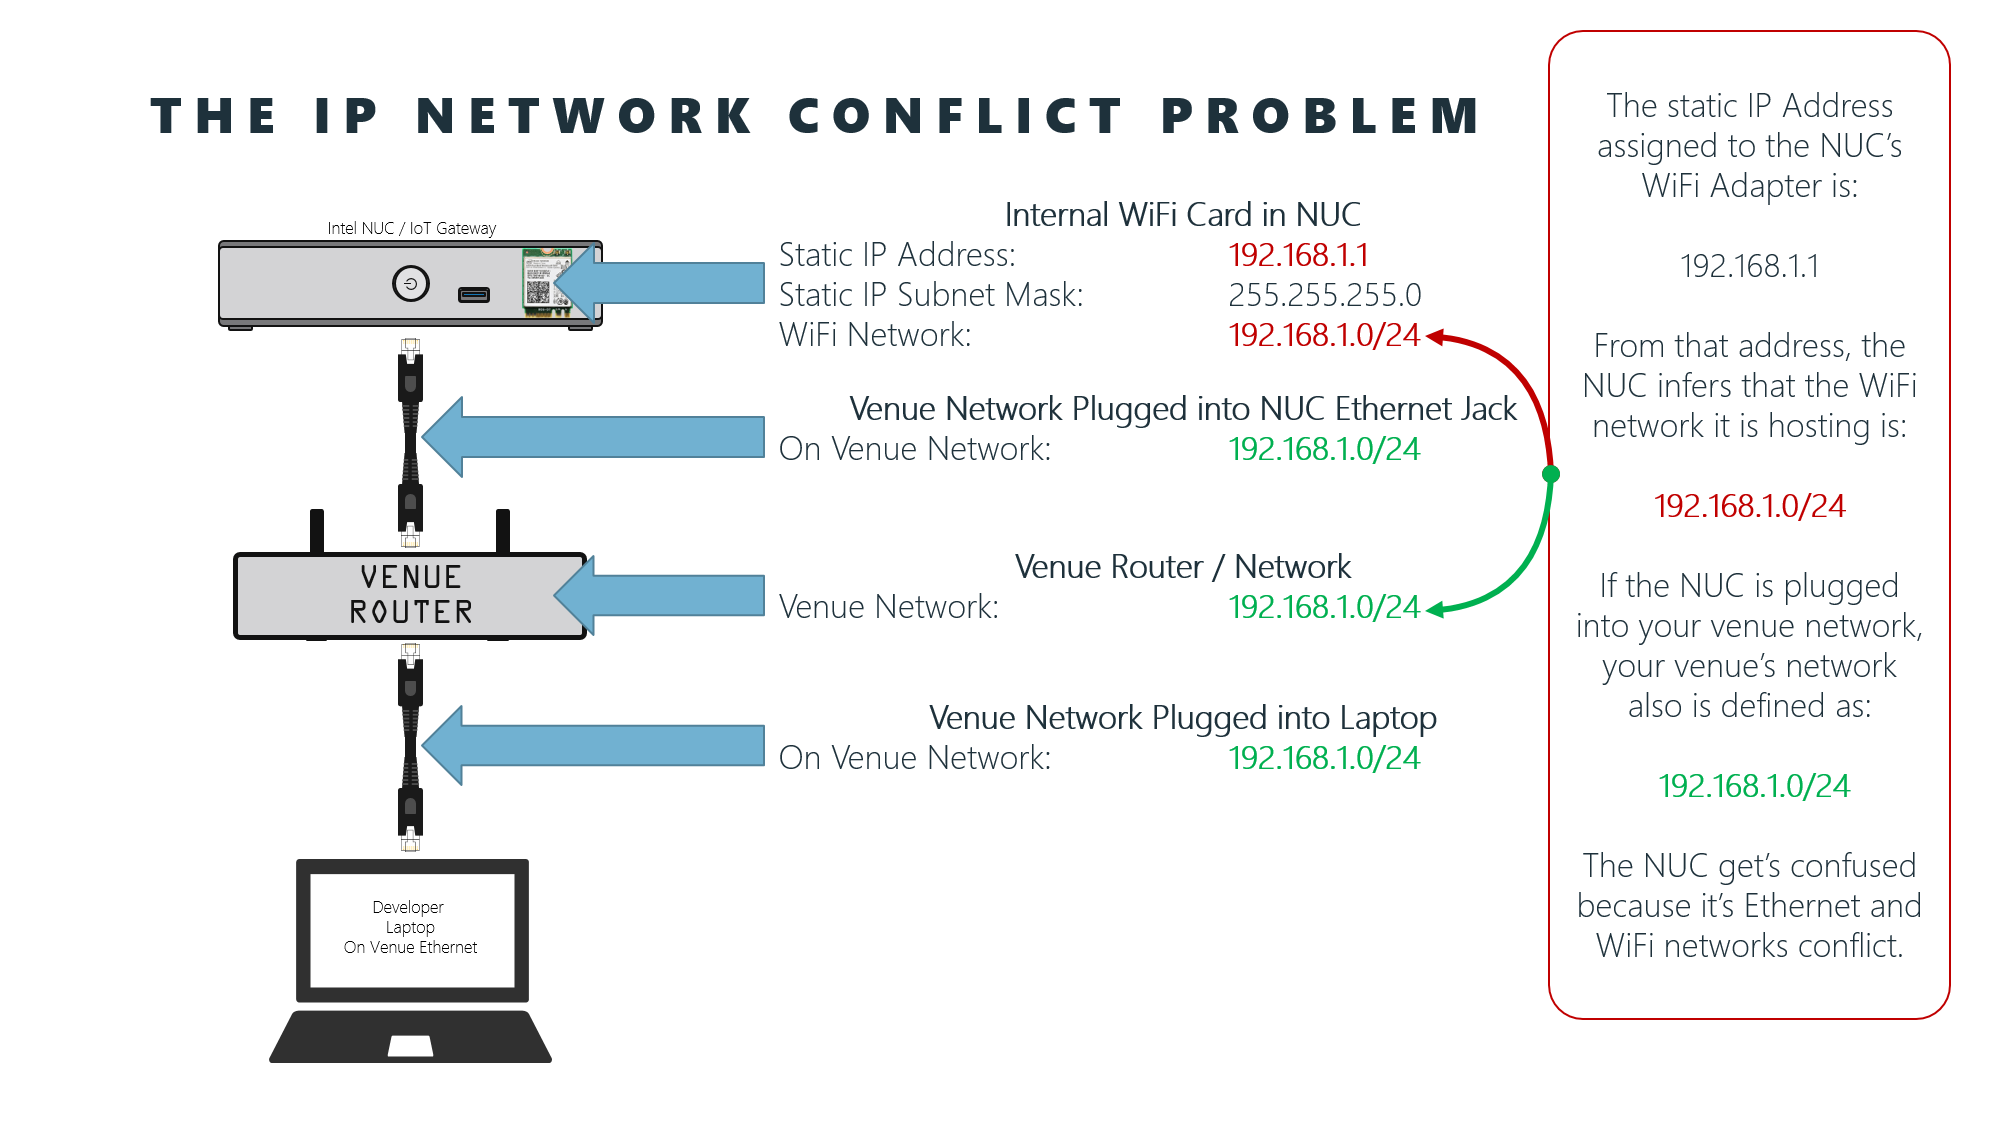 THE IP NETWORK CONFLICT PROBLEM
Intel NUC / IoT Gateway
Internal WiFi Card in NUC
Static IP Address: 192.168.1.1
Static IP Subnet Mask: 255.255.255.0
WiFi Network: 192.168.1.0/24
Venue Network Plugged into NUC Ethernet Jack
On Venue Network: 192.168.1.0/24
VENUE
ROUTER
Venue Router / Network
Venue Network: 192.168.1.0/24
Venue Network Plugged into Laptop
On Venue Network: 192.168.1.0/24
Developer
Laptop
On Venue Ethernet
The static IP Address
assigned to the NUC’s
WiFi Adapter is:
192.168.1.1
From that address, the
NUC infers that the WiFi
network it is hosting is:
192.168.1.0/24
If the NUC is plugged
into your venue network,
your venue’s network
also is defined as:
192.168.1.0/24
The NUC get’s confused
because it’s Ethernet and
WiFi networks conflict.